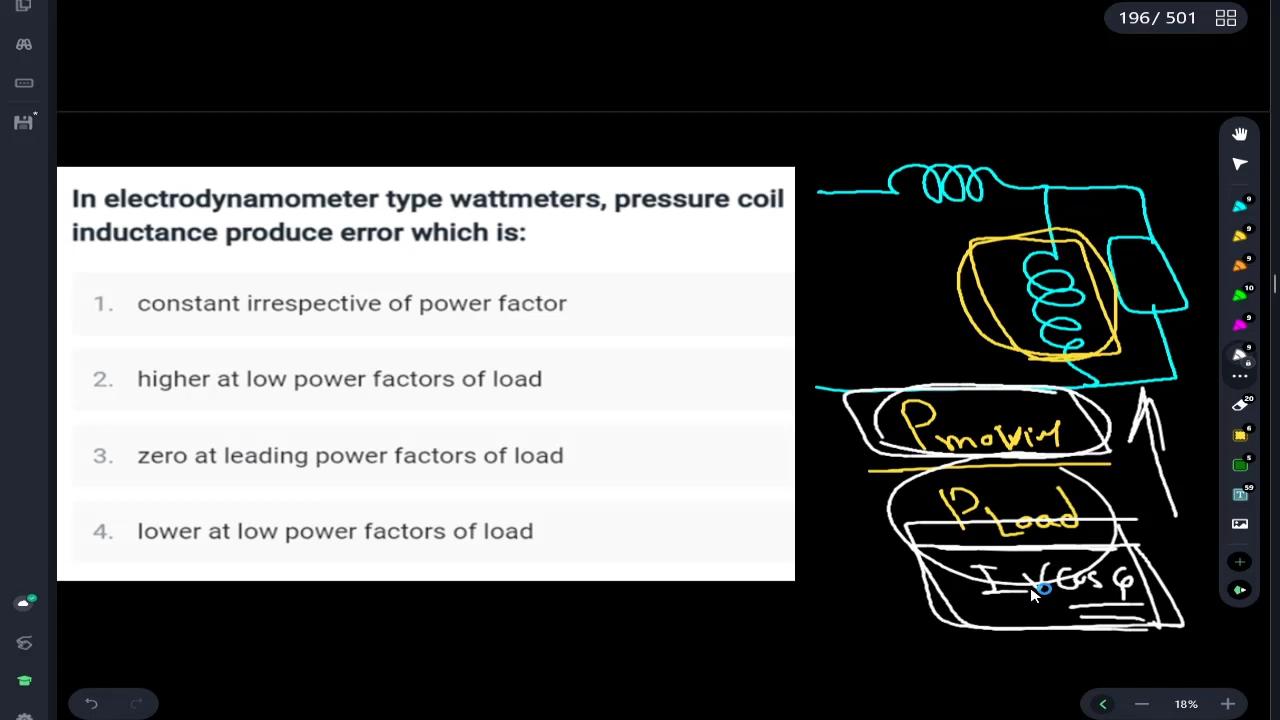 196/ 501
In electrodynamometer type wattmeters, pressure coil
inductance produce error which is:
1. constant irrespective of power factor
2. higher at low power factors of load
3. zero at leading power factors of load
4. lower at low power factors of load
P
PLoad
I V Cos φ
18%